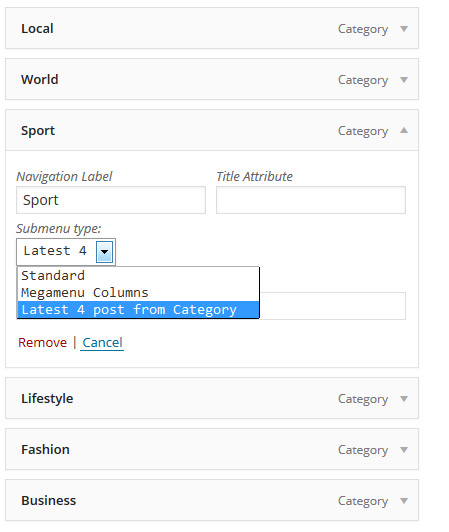 Local Category
World Category
Sport Category
Navigation Label Title Attribute
Sport
Submenu type:
Latest 4
Standard
Megamenu Columns
Latest 4 post from Category
Remove | Cancel
Lifestyle Category
Fashion Category
Business Category